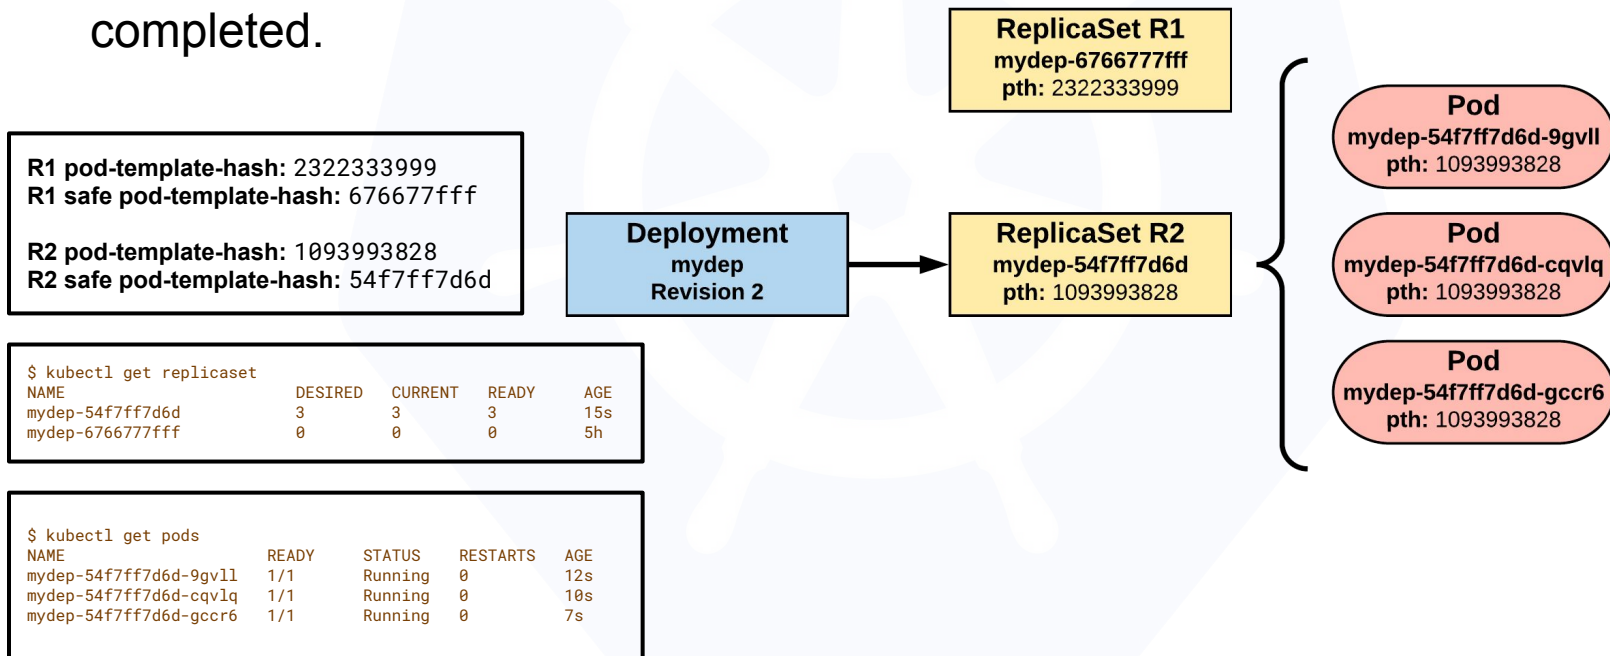 completed.
R1 pod-template-hash: 2322333999
R1 safe pod-template-hash: 676677fff
R2 pod-template-hash: 1093993828
R2 safe pod-template-hash: 54f7ff7d6d
$ kubectl get replicaset
NAME DESIRED CURRENT READY AGE
mydep-54f7ff7d6d 3 3 3 15s
mydep-6766777fff 0 0 0 5h
$ kubectl get pods
NAME READY STATUS RESTARTS AGE
mydep-54f7ff7d6d-9gvll 1/1 Running 0 12s
mydep-54f7ff7d6d-cqvlq 1/1 Running 0 10s
mydep-54f7ff7d6d-gccr6 1/1 Running 0 7s
Deployment
mydep
Revision 2
ReplicaSet R1
mydep-6766777fff
pth: 2322333999
ReplicaSet R2
mydep-54f7ff7d6d
pth: 1093993828
Pod
mydep-54f7ff7d6d-9gvll
pth: 1093993828
Pod
mydep-54f7ff7d6d-cqvlq
pth: 1093993828
Pod
mydep-54f7ff7d6d-gccr6
pth: 1093993828